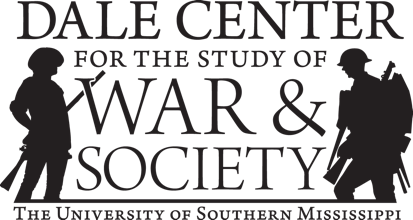 DALE CENTER
FOR THE STUDY OF
WAR &
SOCIETY
THE UNIVERSITY OF SOUTHERN MISSISSIPPI